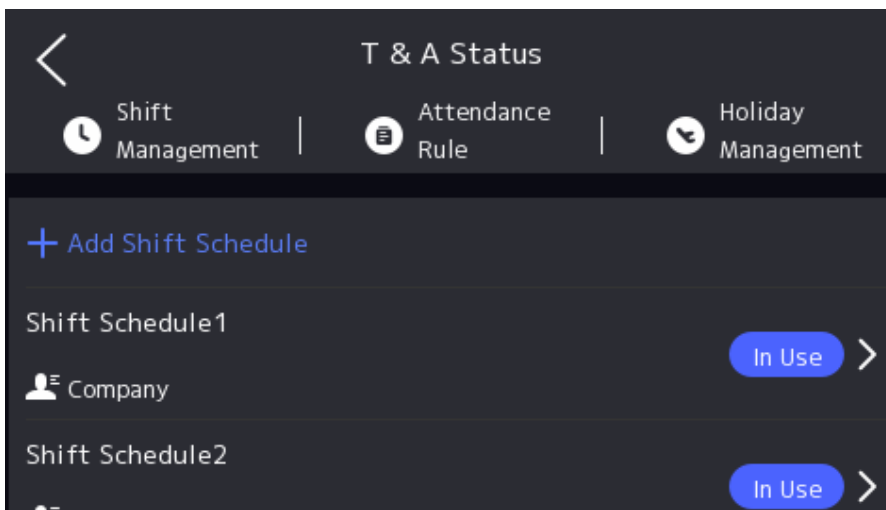 T & A Status
Shift
Management
Attendance
Rule
Holiday
Management
Add Shift Schedule
Shift Schedule1
In Use
Company
Shift Schedule2
In Use